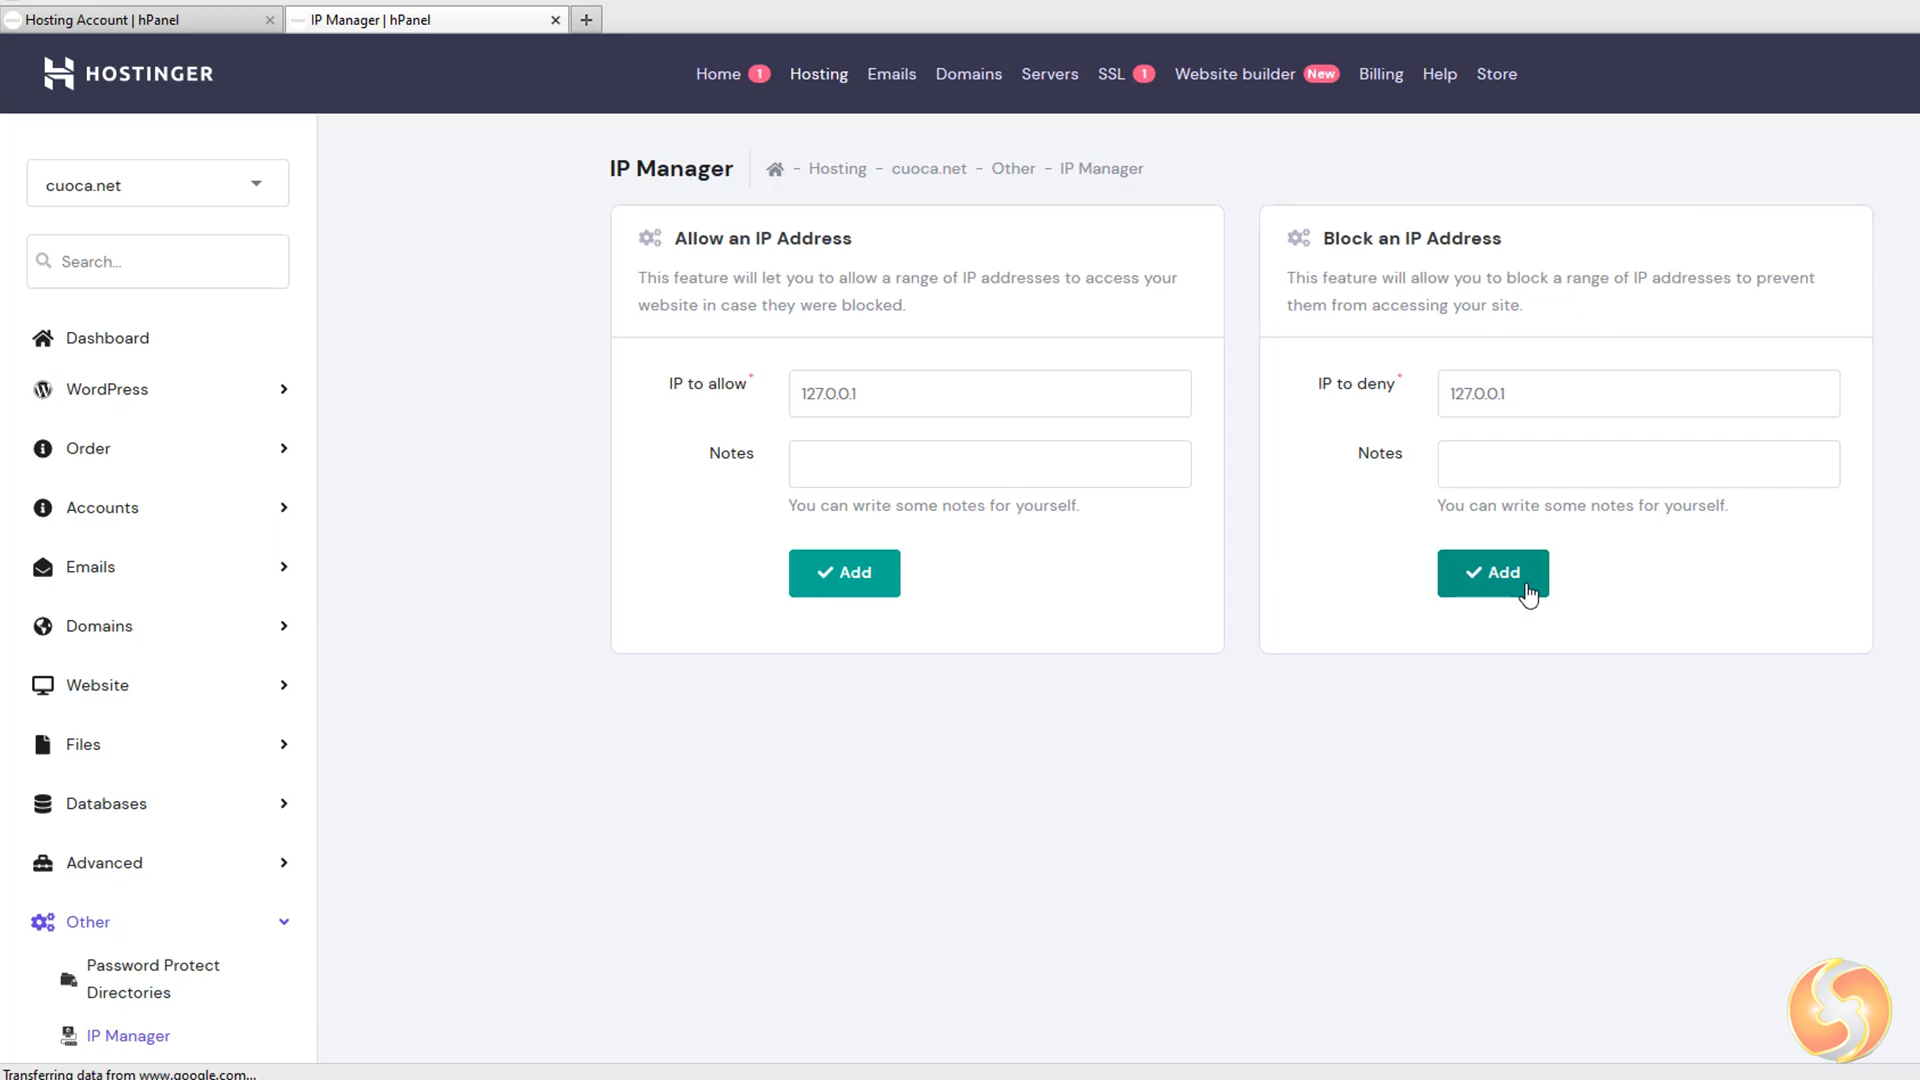 Hosting Account | hPanel
IP Manager | hPanel
HOSTINGER
Home 1 Hosting Emails Domains Servers SSL 1 Website builder New Billing Help Store
cuoca.net
Search...
Dashboard
WordPress
Order
Accounts
Emails
Domains
Website
Files
Databases
Advanced
Other
Password Protect
Directories
IP Manager
IP Manager
- Hosting - cuoca.net - Other - IP Manager
Allow an IP Address
This feature will let you to allow a range of IP addresses to access your
website in case they were blocked.
IP to allow*
127.0.0.1
Notes
You can write some notes for yourself.
Add
Block an IP Address
This feature will allow you to block a range of IP addresses to prevent
them from accessing your site.
IP to deny*
127.0.0.1
Notes
You can write some notes for yourself.
Add
Transferring data from www.google.com...